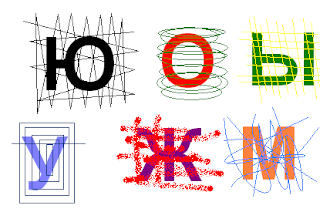 Ю О Ы
У Ж М